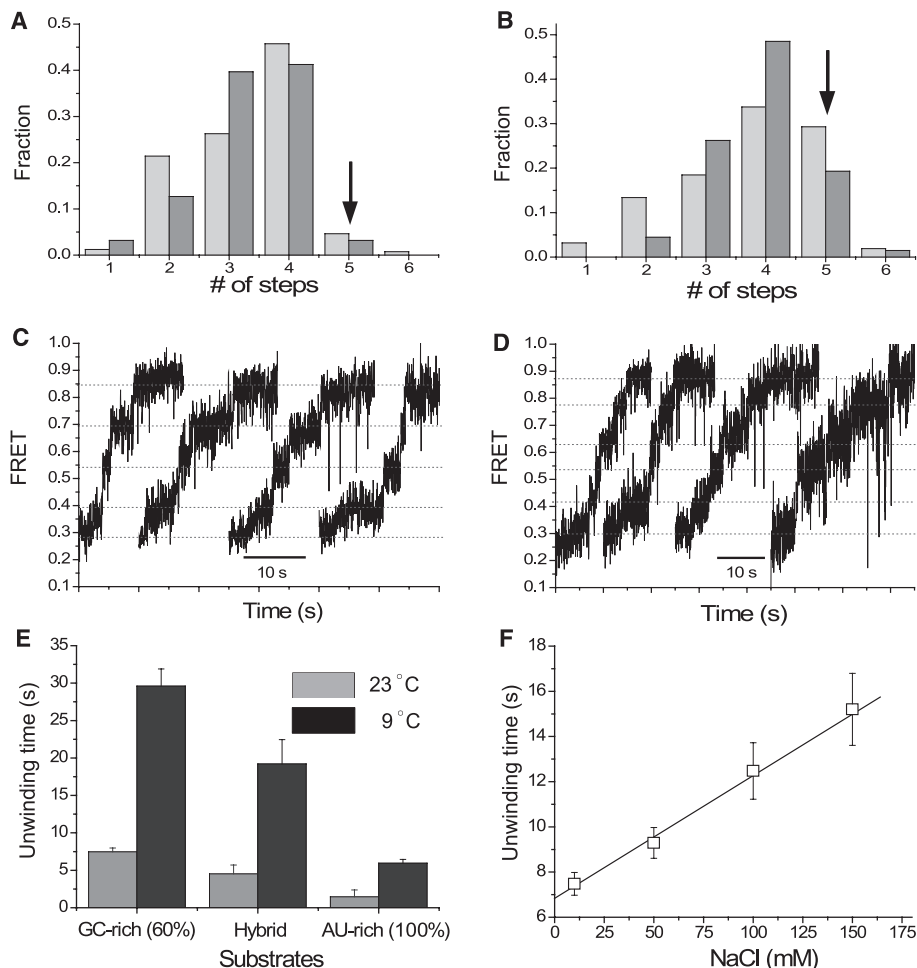 A
0.5
0.4
0.3
0.2
0.1
0.0
Fraction
1 2 3 4 5 6
# of steps
B
0.5
0.4
0.3
0.2
0.1
0.0
Fraction
1 2 3 4 5 6
# of steps
C
1.0
0.9
0.8
0.7
0.6
0.5
0.4
0.3
0.2
0.1
FRET
10 s
Time (s)
D
1.0
0.9
0.8
0.7
0.6
0.5
0.4
0.3
0.2
0.1
FRET
10 s
Time (s)
E
35
30
25
20
15
10
5
0
Unwinding time (s)
23 °C
9 °C
GC-rich (60%) Hybrid AU-rich (100%)
Substrates
F
18
16
14
12
10
8
6
Unwinding time (s)
0 25 50 75 100 125 150 175
NaCl (mM)